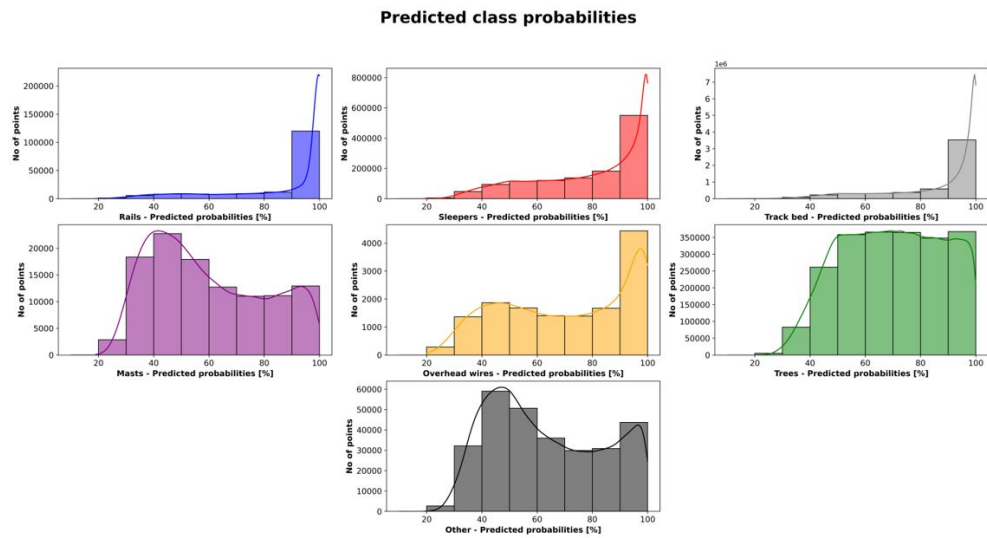 Predicted class probabilities
No of points
200000
150000
100000
50000
0
20 40 60 80 100
Rails - Predicted probabilities [%]
No of points
800000
600000
400000
200000
0
20 40 60 80 100
Sleepers - Predicted probabilities [%]
1e6
No of points
7
6
5
4
3
2
1
0
20 40 60 80 100
Track bed - Predicted probabilities [%]
No of points
20000
15000
10000
5000
0
20 40 60 80 100
Masts - Predicted probabilities [%]
No of points
4000
3000
2000
1000
0
20 40 60 80 100
Overhead wires - Predicted probabilities [%]
No of points
350000
300000
250000
200000
150000
100000
50000
0
20 40 60 80 100
Trees - Predicted probabilities [%]
No of points
60000
50000
40000
30000
20000
10000
0
20 40 60 80 100
Other - Predicted probabilities [%]